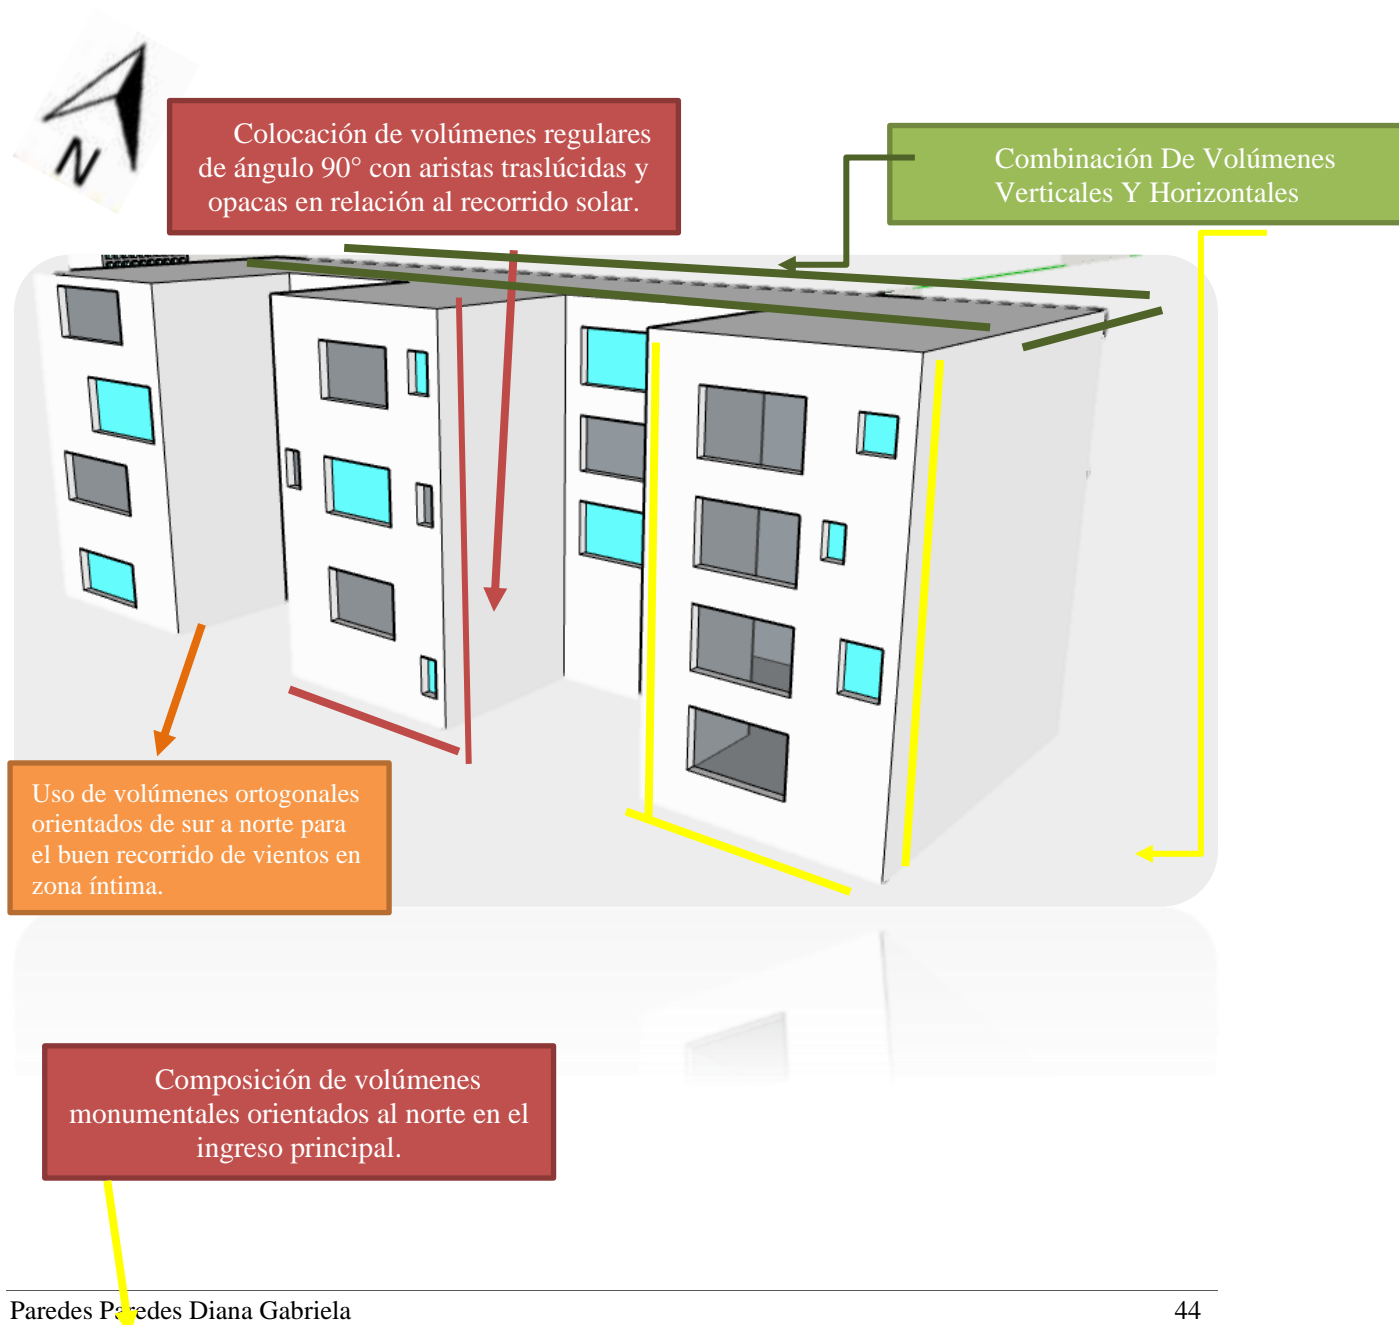 N
Colocación de volúmenes regulares
de ángulo 90° con aristas traslúcidas y
opacas en relación al recorrido solar.
Combinación De Volúmenes
Verticales Y Horizontales
Uso de volúmenes ortogonales
orientados de sur a norte para
el buen recorrido de vientos en
zona íntima.
Composición de volúmenes
monumentales orientados al norte en el
ingreso principal.
Paredes Paredes Diana Gabriela 44